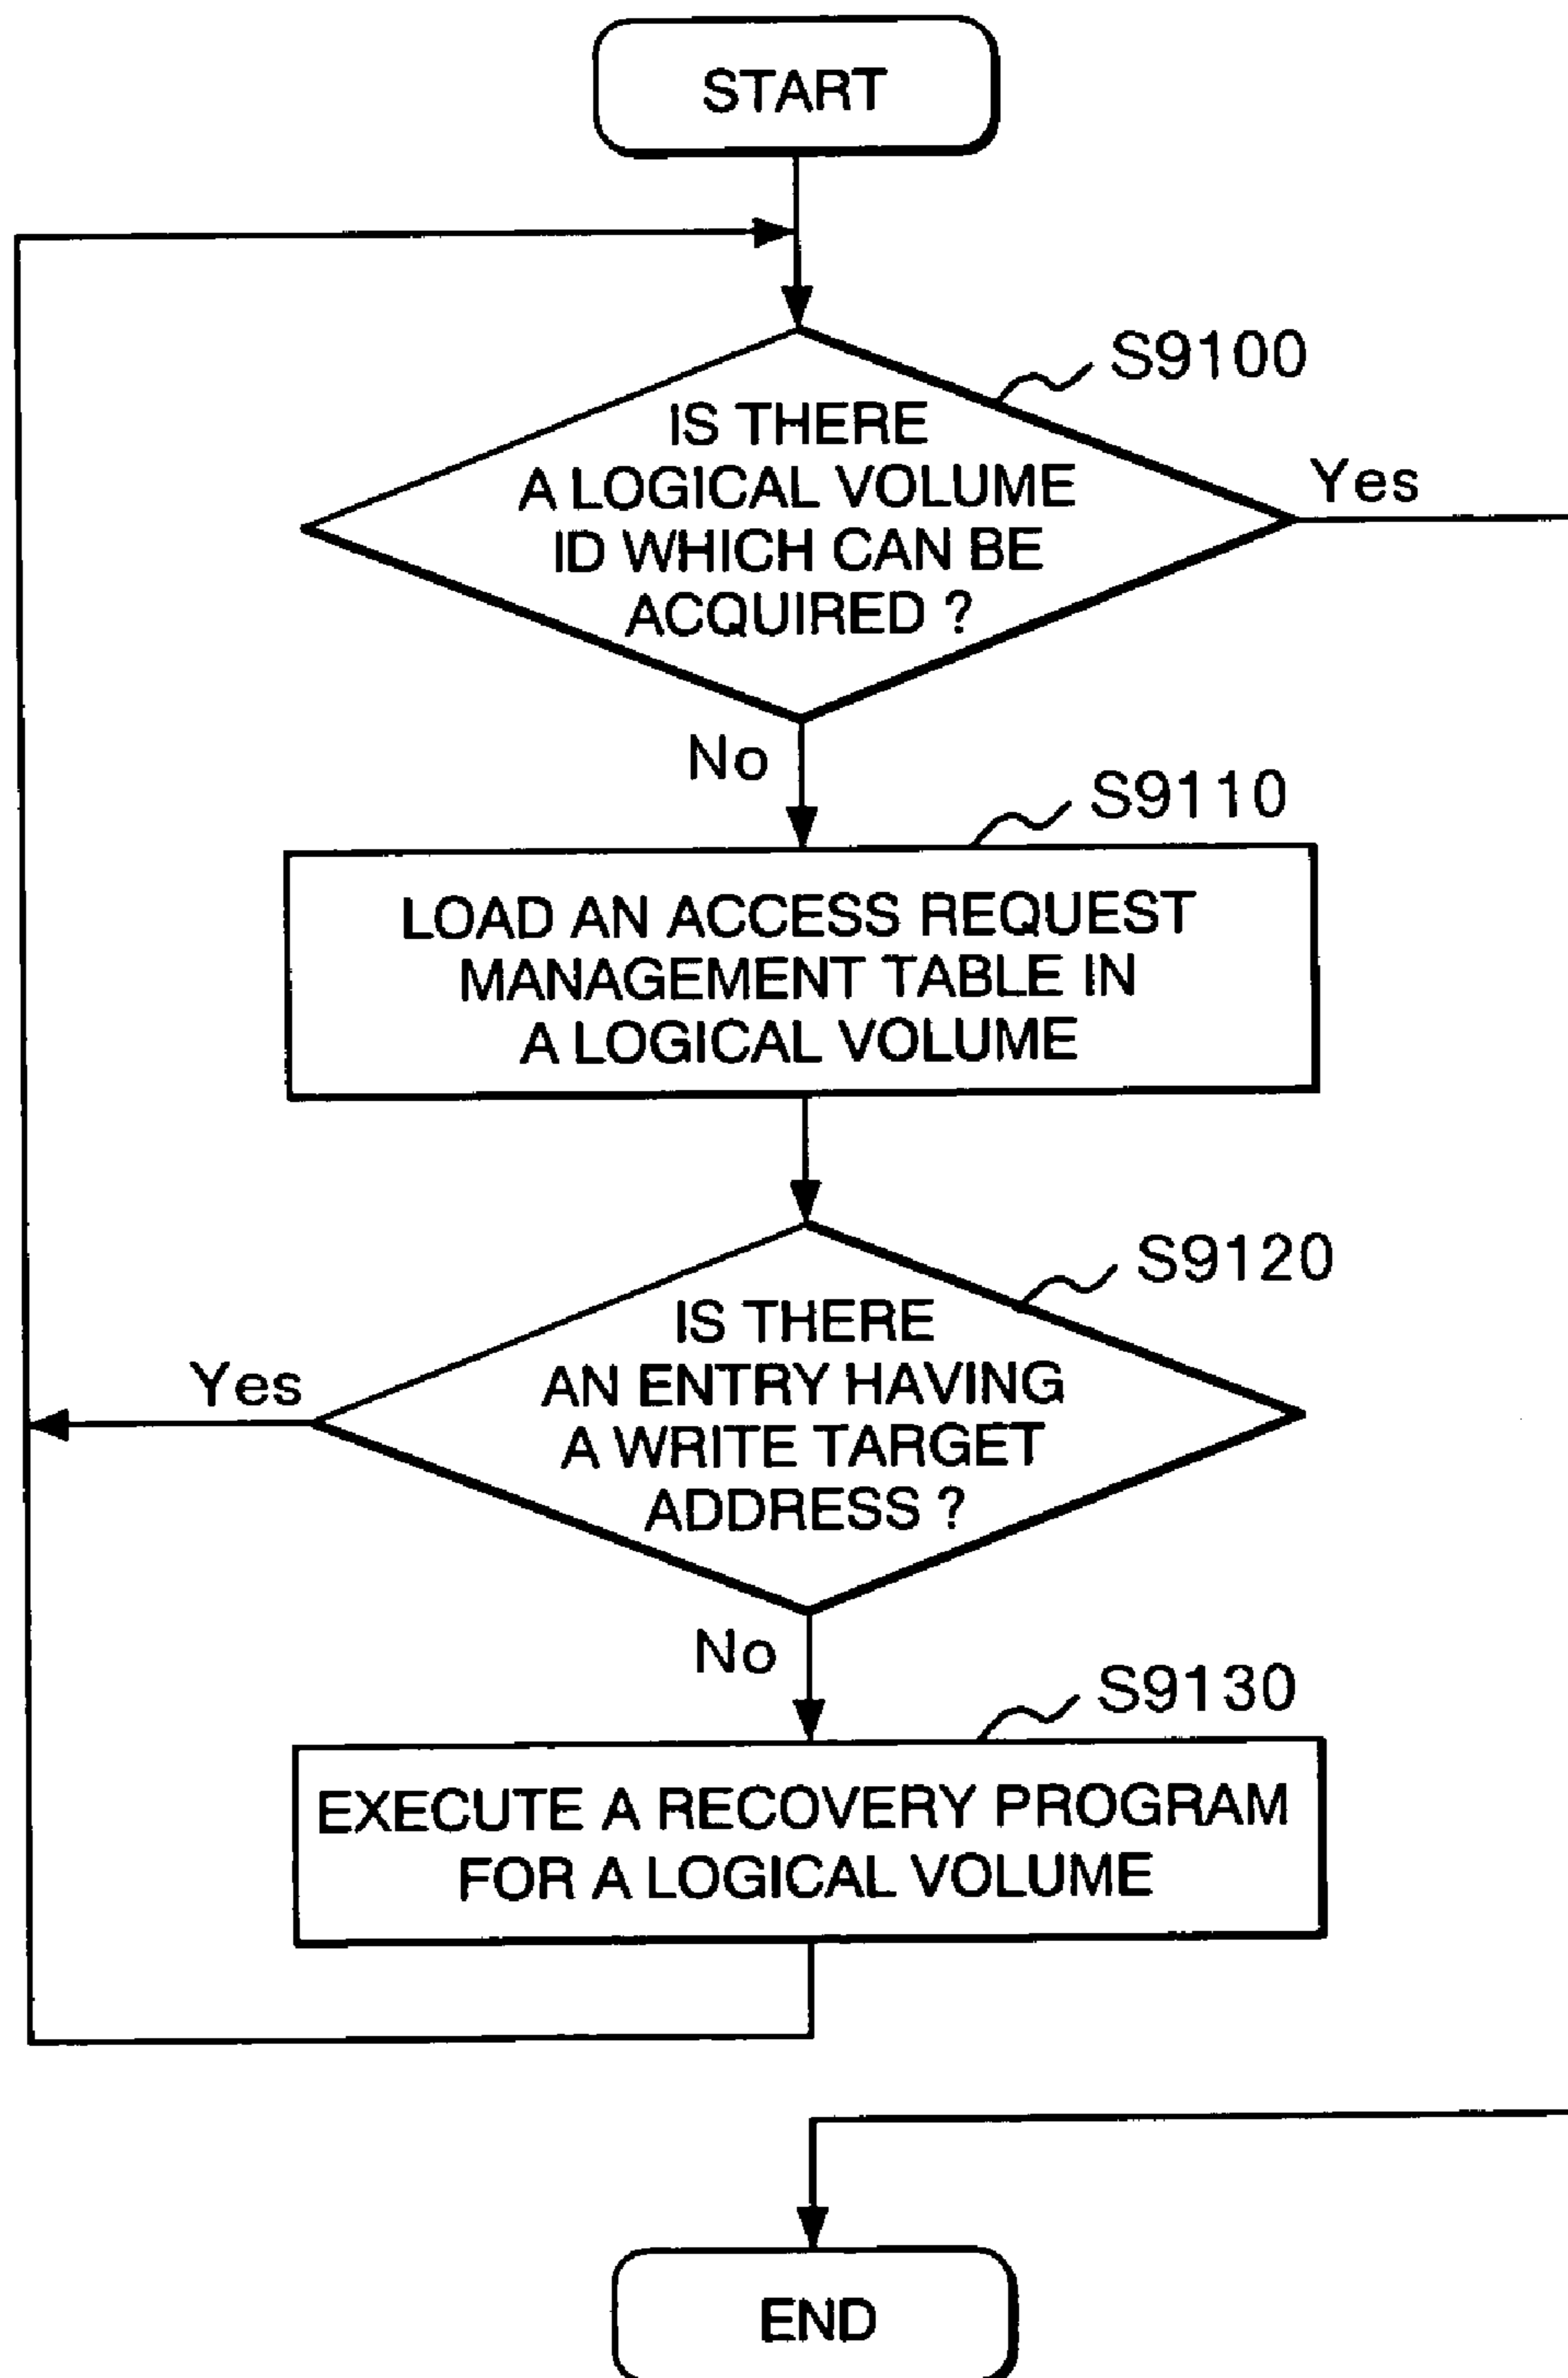 START
S9100
IS THERE
A LOGICAL VOLUME
ID WHICH CAN BE
ACQUIRED ?
Yes
No
S9110
LOAD AN ACCESS REQUEST
MANAGEMENT TABLE IN
A LOGICAL VOLUME
S9120
IS THERE
AN ENTRY HAVING
A WRITE TARGET
ADDRESS ?
Yes
No
S9130
EXECUTE A RECOVERY PROGRAM
FOR A LOGICAL VOLUME
END